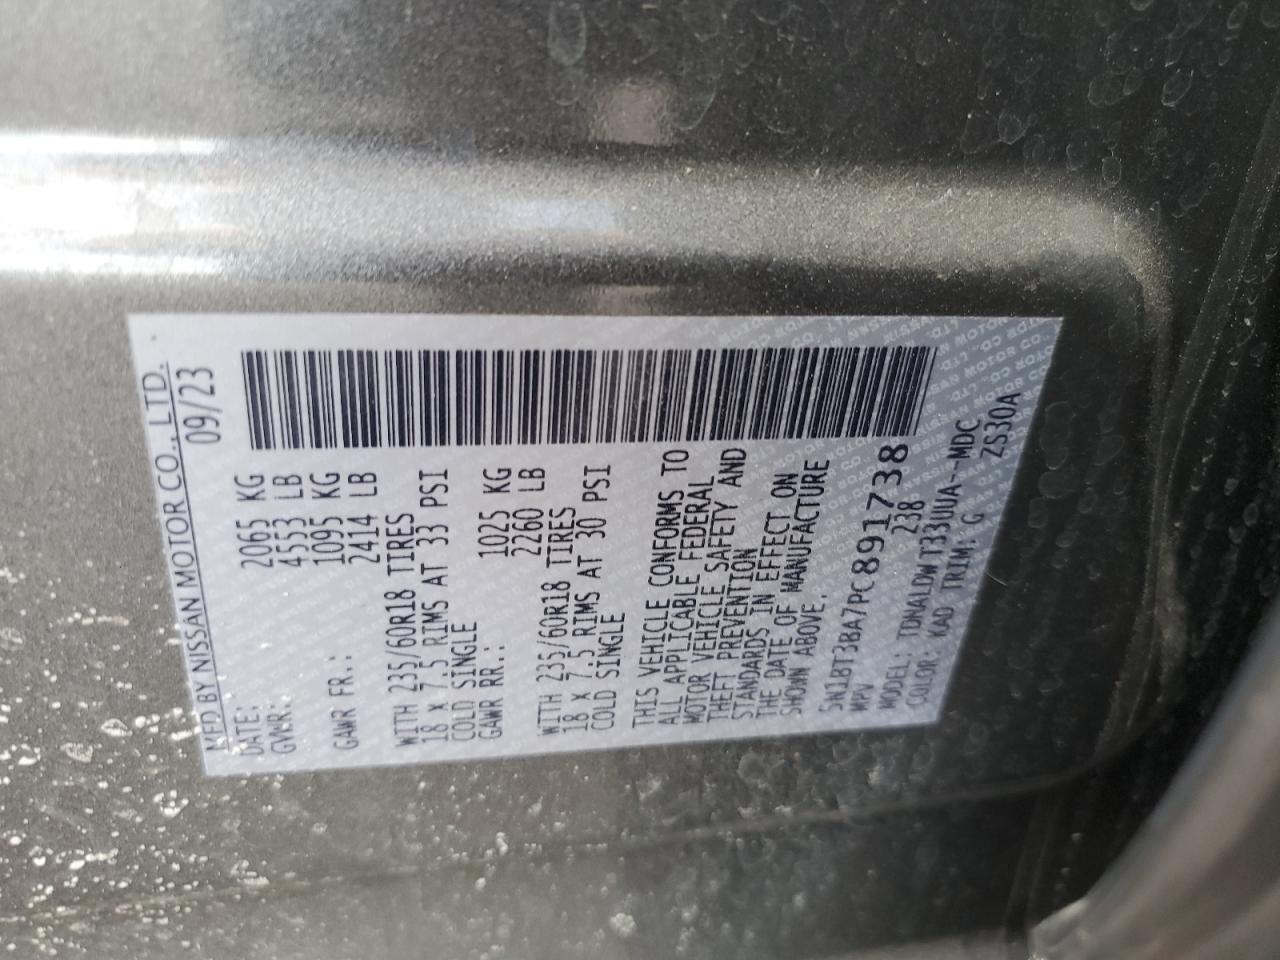 MFD BY NISSAN MOTOR CO., LTD.
DATE: 09/23
GVWR: 2065 KG
4553 LB
GAWR FR.: 1095 KG
2414 LB
WITH 235/60R18 TIRES
18 X 7.5 RIMS AT 33 PSI
COLD SINGLE
GAWR RR.: 1025 KG
2260 LB
WITH 235/60R18 TIRES
18 X 7.5 RIMS AT 30 PSI
COLD SINGLE
THIS VEHICLE CONFORMS TO
ALL APPLICABLE FEDERAL
MOTOR VEHICLE SAFETY AND
THEFT PREVENTION
STANDARDS IN EFFECT ON
THE DATE OF MANUFACTURE
SHOWN ABOVE.
5N1BT3BA7PC891738
MPV 238
MODEL: TDNALDWT33UUA--MDC
COLOR: KAD TRIM: G ZS30A